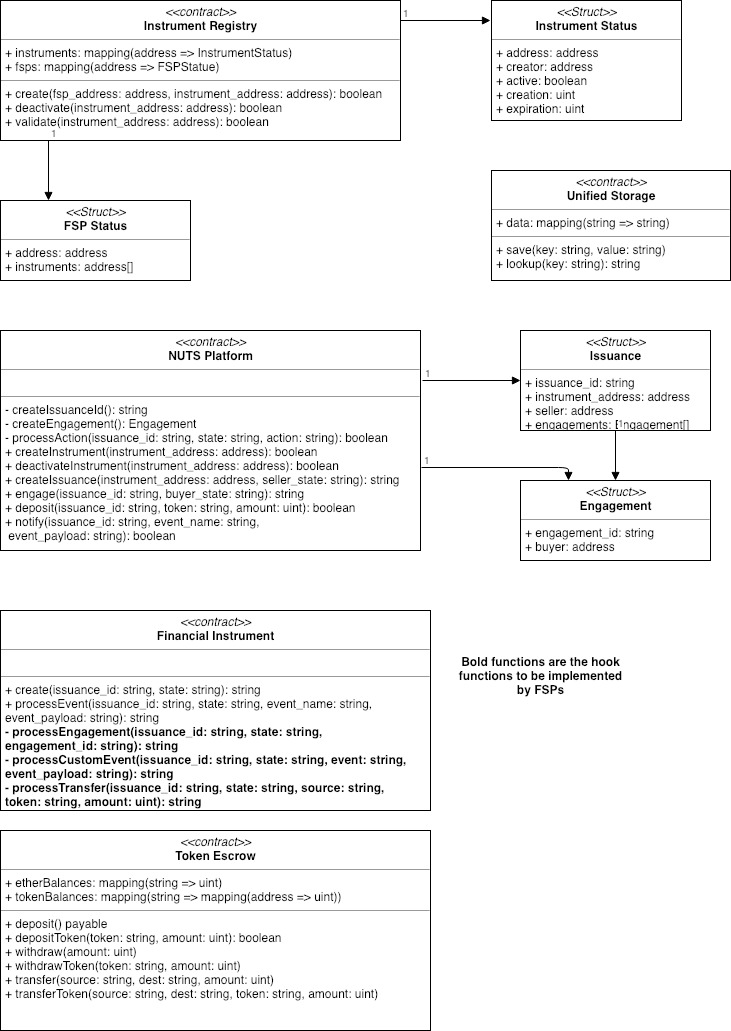 <<contract>>
Instrument Registry
+ instruments: mapping(address => InstrumentStatus)
+ fsps: mapping(address => FSPStatue)
+ create(fsp_address: address, instrument_address: address): boolean
+ deactivate(instrument_address: address): boolean
+ validate(instrument_address: address): boolean
1
1
<<Struct>>
Instrument Status
+ address: address
+ creator: address
+ active: boolean
+ creation: uint
+ expiration: uint
<<Struct>>
FSP Status
+ address: address
+ instruments: address[]
<<contract>>
Unified Storage
+ data: mapping(string => string)
+ save(key: string, value: string)
+ lookup(key: string): string
<<contract>>
NUTS Platform
- createIssuanceId(): string
- createEngagement(): Engagement
- processAction(issuance_id: string, state: string, action: string): boolean
+ createInstrument(instrument_address: address): boolean
+ deactivateInstrument(instrument_address: address): boolean
+ createIssuance(instrument_address: address, seller_state: string): string
+ engage(issuance_id: string, buyer_state: string): string
+ deposit(issuance_id: string, token: string, amount: uint): boolean
+ notify(issuance_id: string, event_name: string,
event_payload: string): boolean
1
1
<<Struct>>
Issuance
+ issuance_id: string
+ instrument_address: address
+ seller: address
+ engagements: Engagement[]
1
<<Struct>>
Engagement
+ engagement_id: string
+ buyer: address
<<contract>>
Financial Instrument
+ create(issuance_id: string, state: string): string
+ processEvent(issuance_id: string, state: string, event_name: string,
event_payload: string): string
- processEngagement(issuance_id: string, state: string,
engagement_id: string): string
- processCustomEvent(issuance_id: string, state: string, event: string,
event_payload: string): string
- processTransfer(issuance_id: string, state: string, source: string,
token: string, amount: uint): string
Bold functions are the hook
functions to be implemented
by FSPs
<<contract>>
Token Escrow
+ etherBalances: mapping(string => uint)
+ tokenBalances: mapping(string => mapping(address => uint))
+ deposit() payable
+ depositToken(token: string, amount: uint): boolean
+ withdraw(amount: uint)
+ withdrawToken(token: string, amount: uint)
+ transfer(source: string, dest: string, amount: uint)
+ transferToken(source: string, dest: string, token: string, amount: uint)